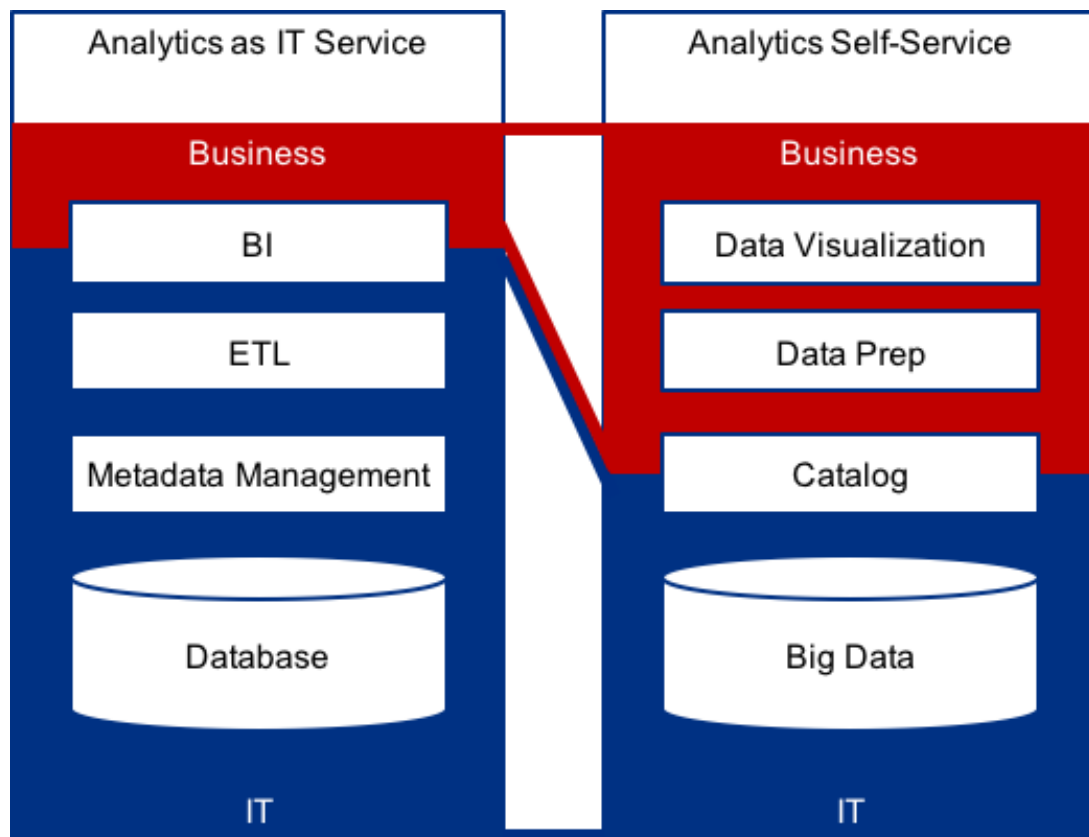 Analytics as IT Service
Business
BI
ETL
Metadata Management
Database
IT
Analytics Self-Service
Business
Data Visualization
Data Prep
Catalog
Big Data
IT